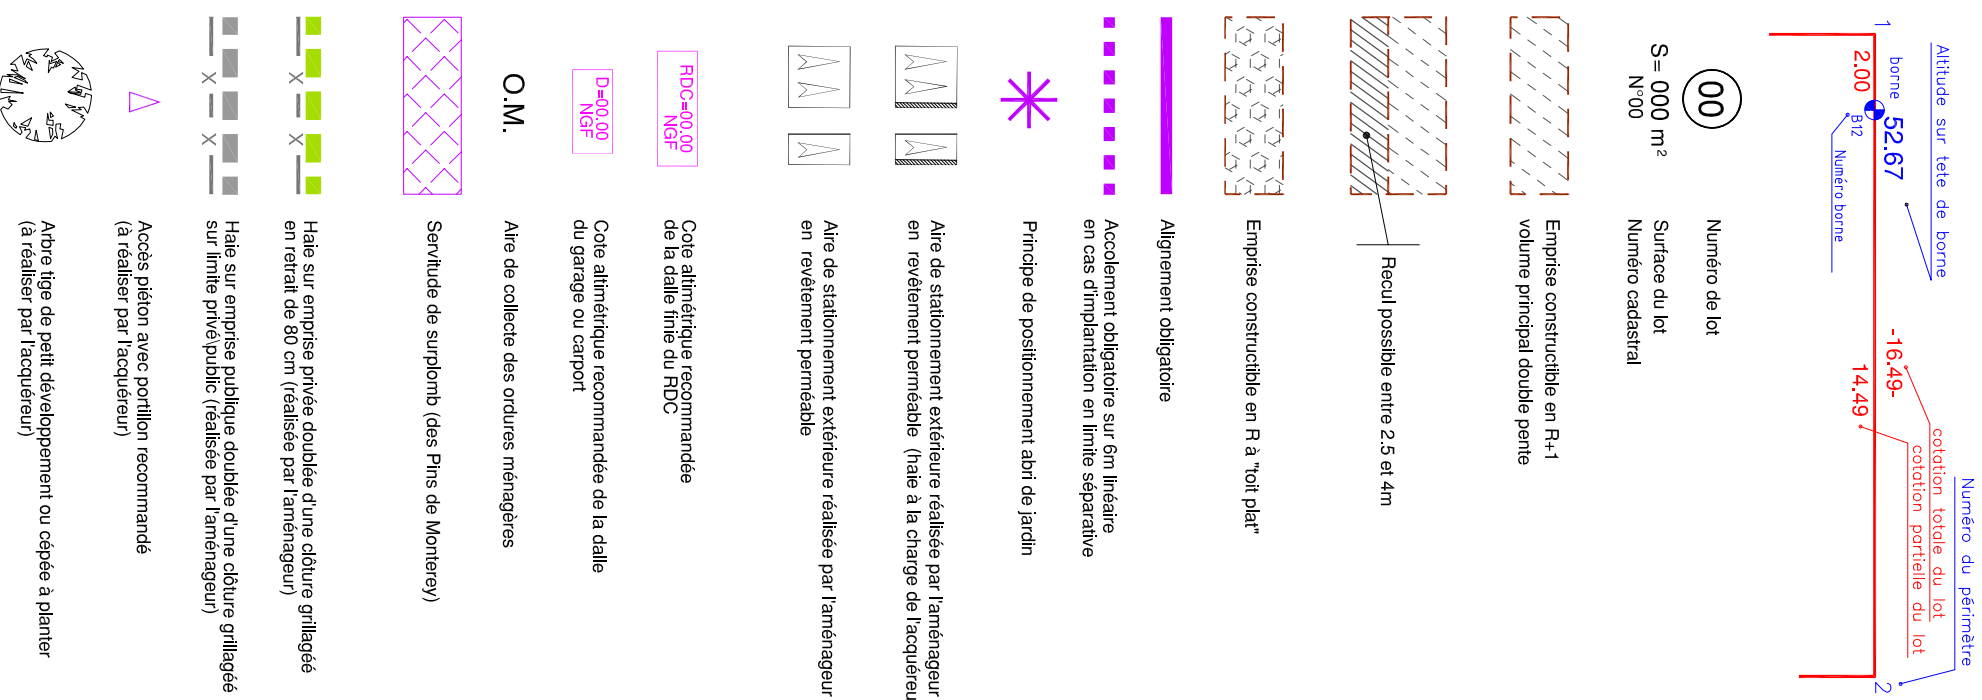 Numéro du périmètre
cotation totale du lot
cotation partielle du lot
Altitude sur tete de borne
1
borne
52.67
-16.49-
2
2.00
B12
14.49
Numéro borne
00
Numéro de lot
S= 000 m²
Surface du lot
N°00
Numéro cadastral
Emprise constructible en R+1
volume principal double pente
Recul possible entre 2.5 et 4m
Emprise constructible en R à "toit plat"
Alignement obligatoire
Accolement obligatoire sur 6m linéaire
en cas d'implantation en limite séparative
Principe de positionnement abri de jardin
Aire de stationnement extérieure réalisée par l'aménageur
en revêtement perméable (haie à la charge de l'acquéreu
Aire de stationnement extérieure réalisée par l'aménageur
en revêtement perméable
RDC=00.00
NGF
Cote altimétrique recommandée
de la dalle finie du RDC
D=00.00
NGF
Cote altimétrique recommandée de la dalle
du garage ou carport
O.M.
Aire de collecte des ordures ménagères
Servitude de surplomb (des Pins de Monterey)
Haie sur emprise privée doublée d'une clôture grillageé
en retrait de 80 cm (réalisée par l'aménageur)
Haie sur emprise publique doublée d'une clôture grillageé
sur limite privé\public (réalisée par l'aménageur)
Accès piéton avec portillon recommandé
(à réaliser par l'acquéreur)
Arbre tige de petit développement ou cépée à planter
(à réaliser par l'acquéreur)